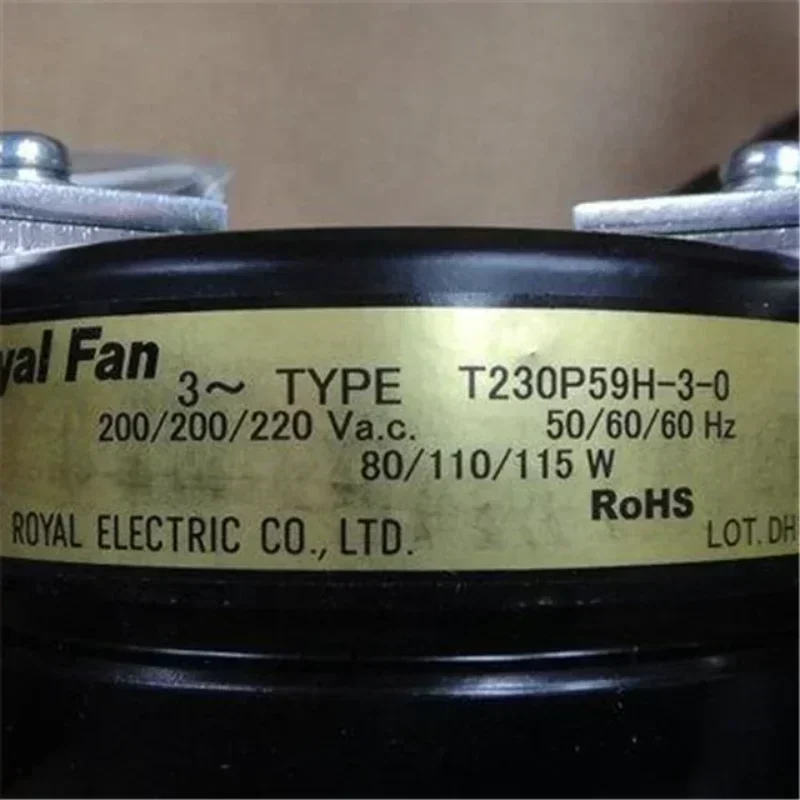 yal Fan 3~ TYPE T230P59H-3-0
200/200/220 Va.c. 50/60/60 Hz
80/110/115 W
RoHS
ROYAL ELECTRIC CO., LTD. LOT. DH